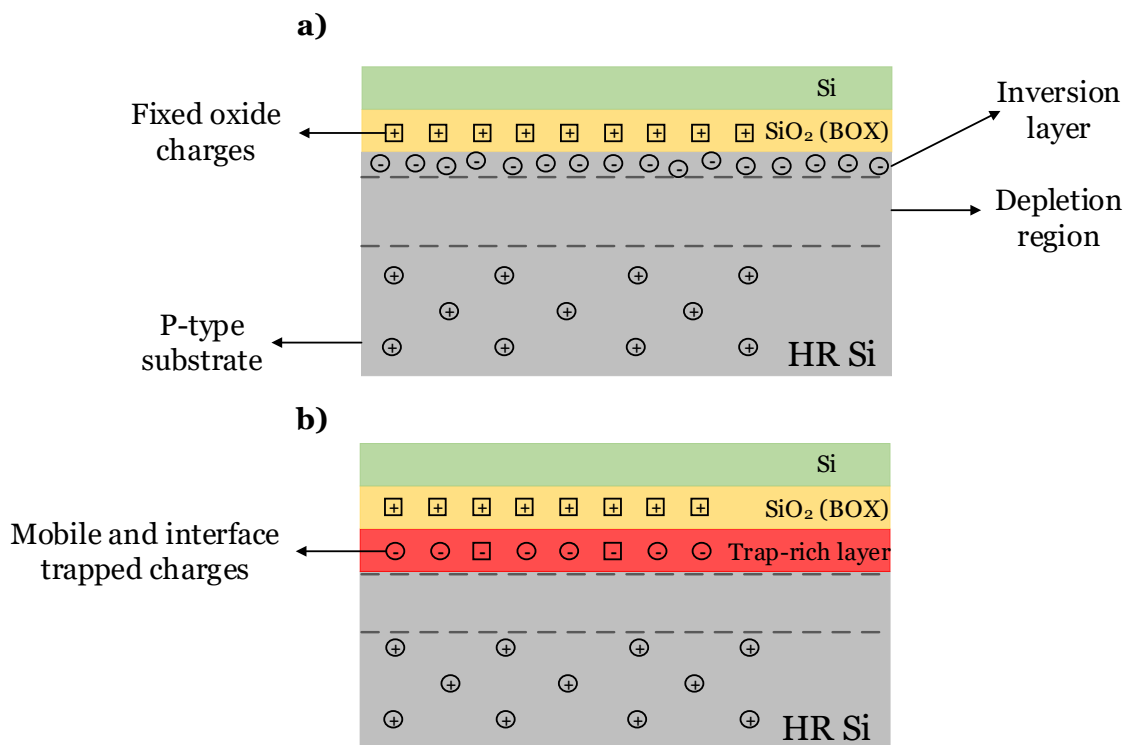 a)
Si
Fixed oxide
charges
SiO₂ (BOX)
Inversion
layer
+ + + + + + + + +
- - - - - - - - - - - - - - -
Depletion
region
+ + + +
+ + +
P-type
substrate
+ + + +
HR Si
b)
Si
+ + + + + + + +
SiO₂ (BOX)
Mobile and interface
trapped charges
- - - - - - - -
Trap-rich layer
+ + + +
+ + +
+ + + +
HR Si